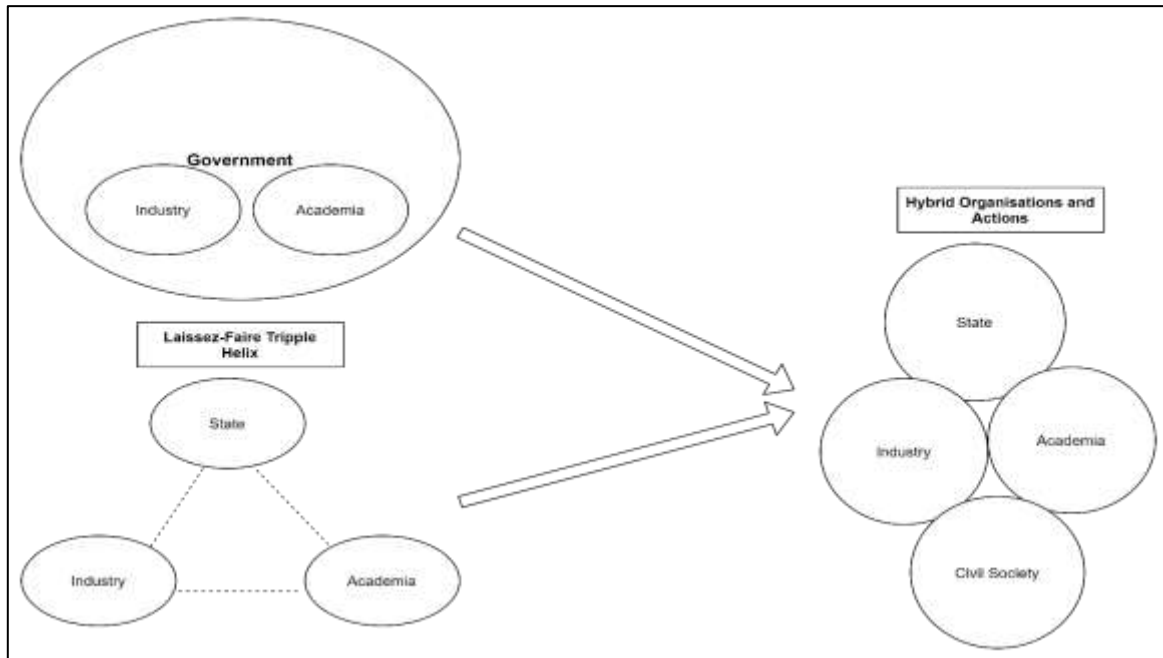 Government
Industry
Academia
Laissez-Faire Tripple
Helix
State
Industry
Academia
Hybrid Organisations and
Actions
State
Industry
Academia
Civil Society